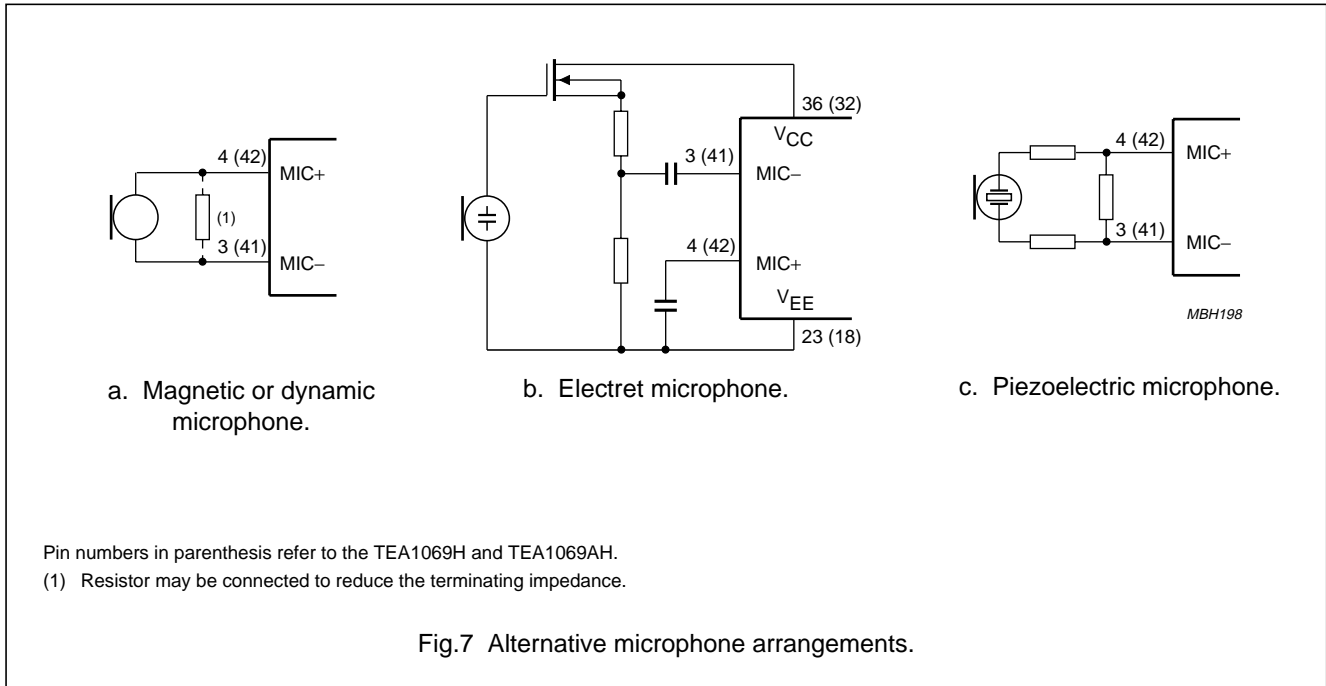 4 (42)
MIC+
(1)
3 (41)
MIC−
a. Magnetic or dynamic
microphone.
36 (32)
VCC
3 (41)
MIC−
4 (42)
MIC+
VEE
23 (18)
b. Electret microphone.
4 (42)
MIC+
3 (41)
MIC−
MBH198
c. Piezoelectric microphone.
Pin numbers in parenthesis refer to the TEA1069H and TEA1069AH.
(1) Resistor may be connected to reduce the terminating impedance.
Fig.7 Alternative microphone arrangements.